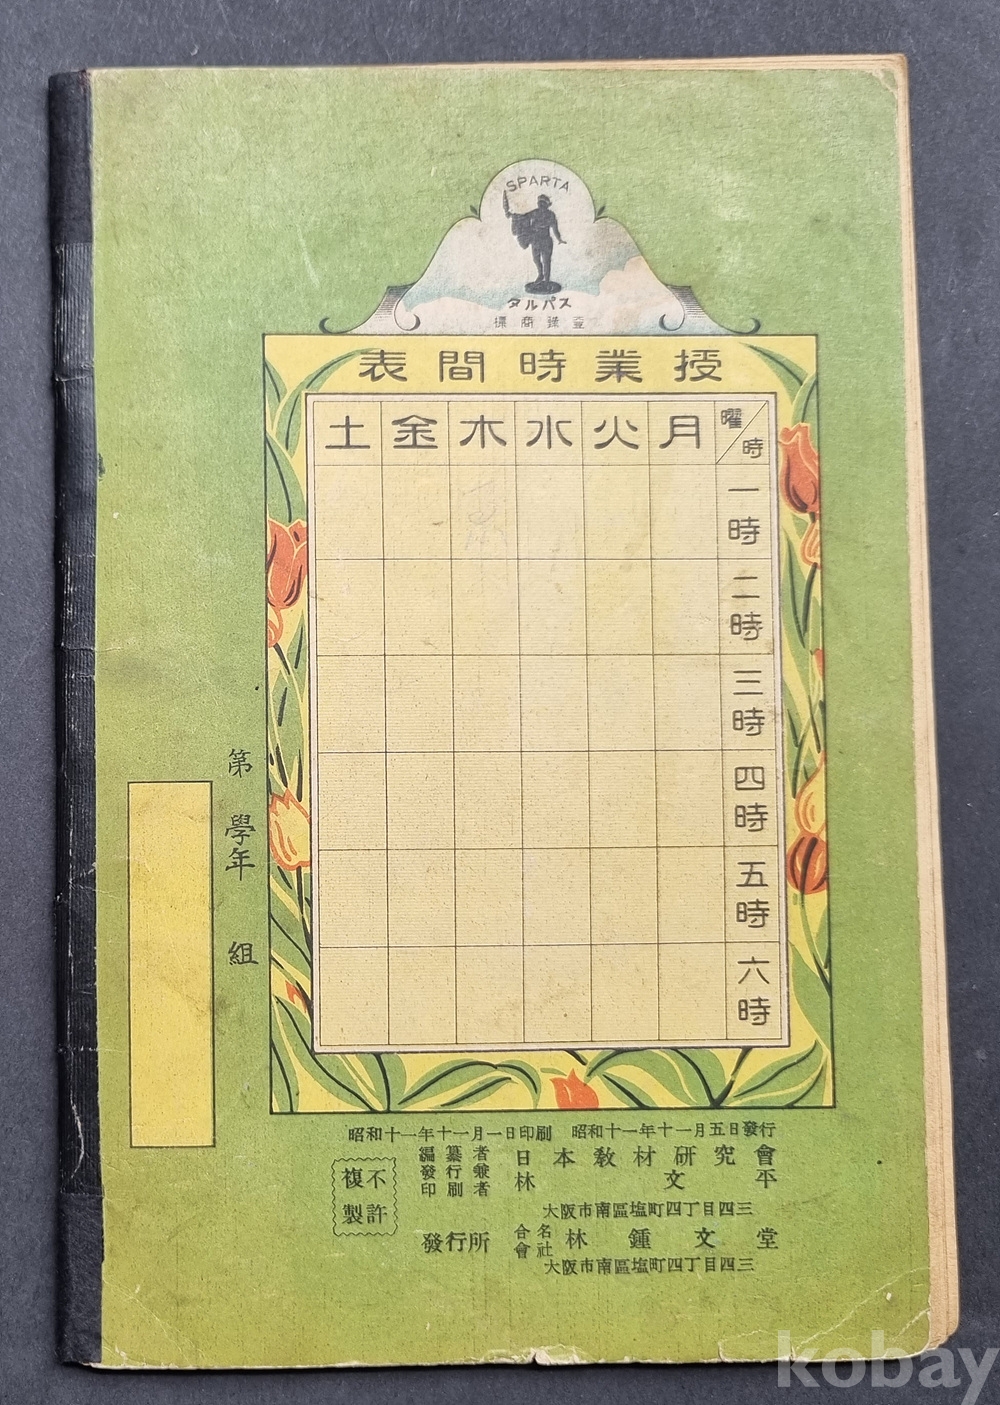 SPARTA
タルパス
標商錄登
表間時業授
土 金 木 水 火 月 曜 時
一時
二時
三時
四時
五時
六時
第 學年 組
昭和十一年十一月一日印刷 昭和十一年十一月五日發行
編纂者 日本敎材硏究會
發行兼印刷者 林文平
大阪市南區塩町四丁目四三
發行所 合名會社 林鍾文堂
大阪市南區塩町四丁目四三
不許複製
kobay